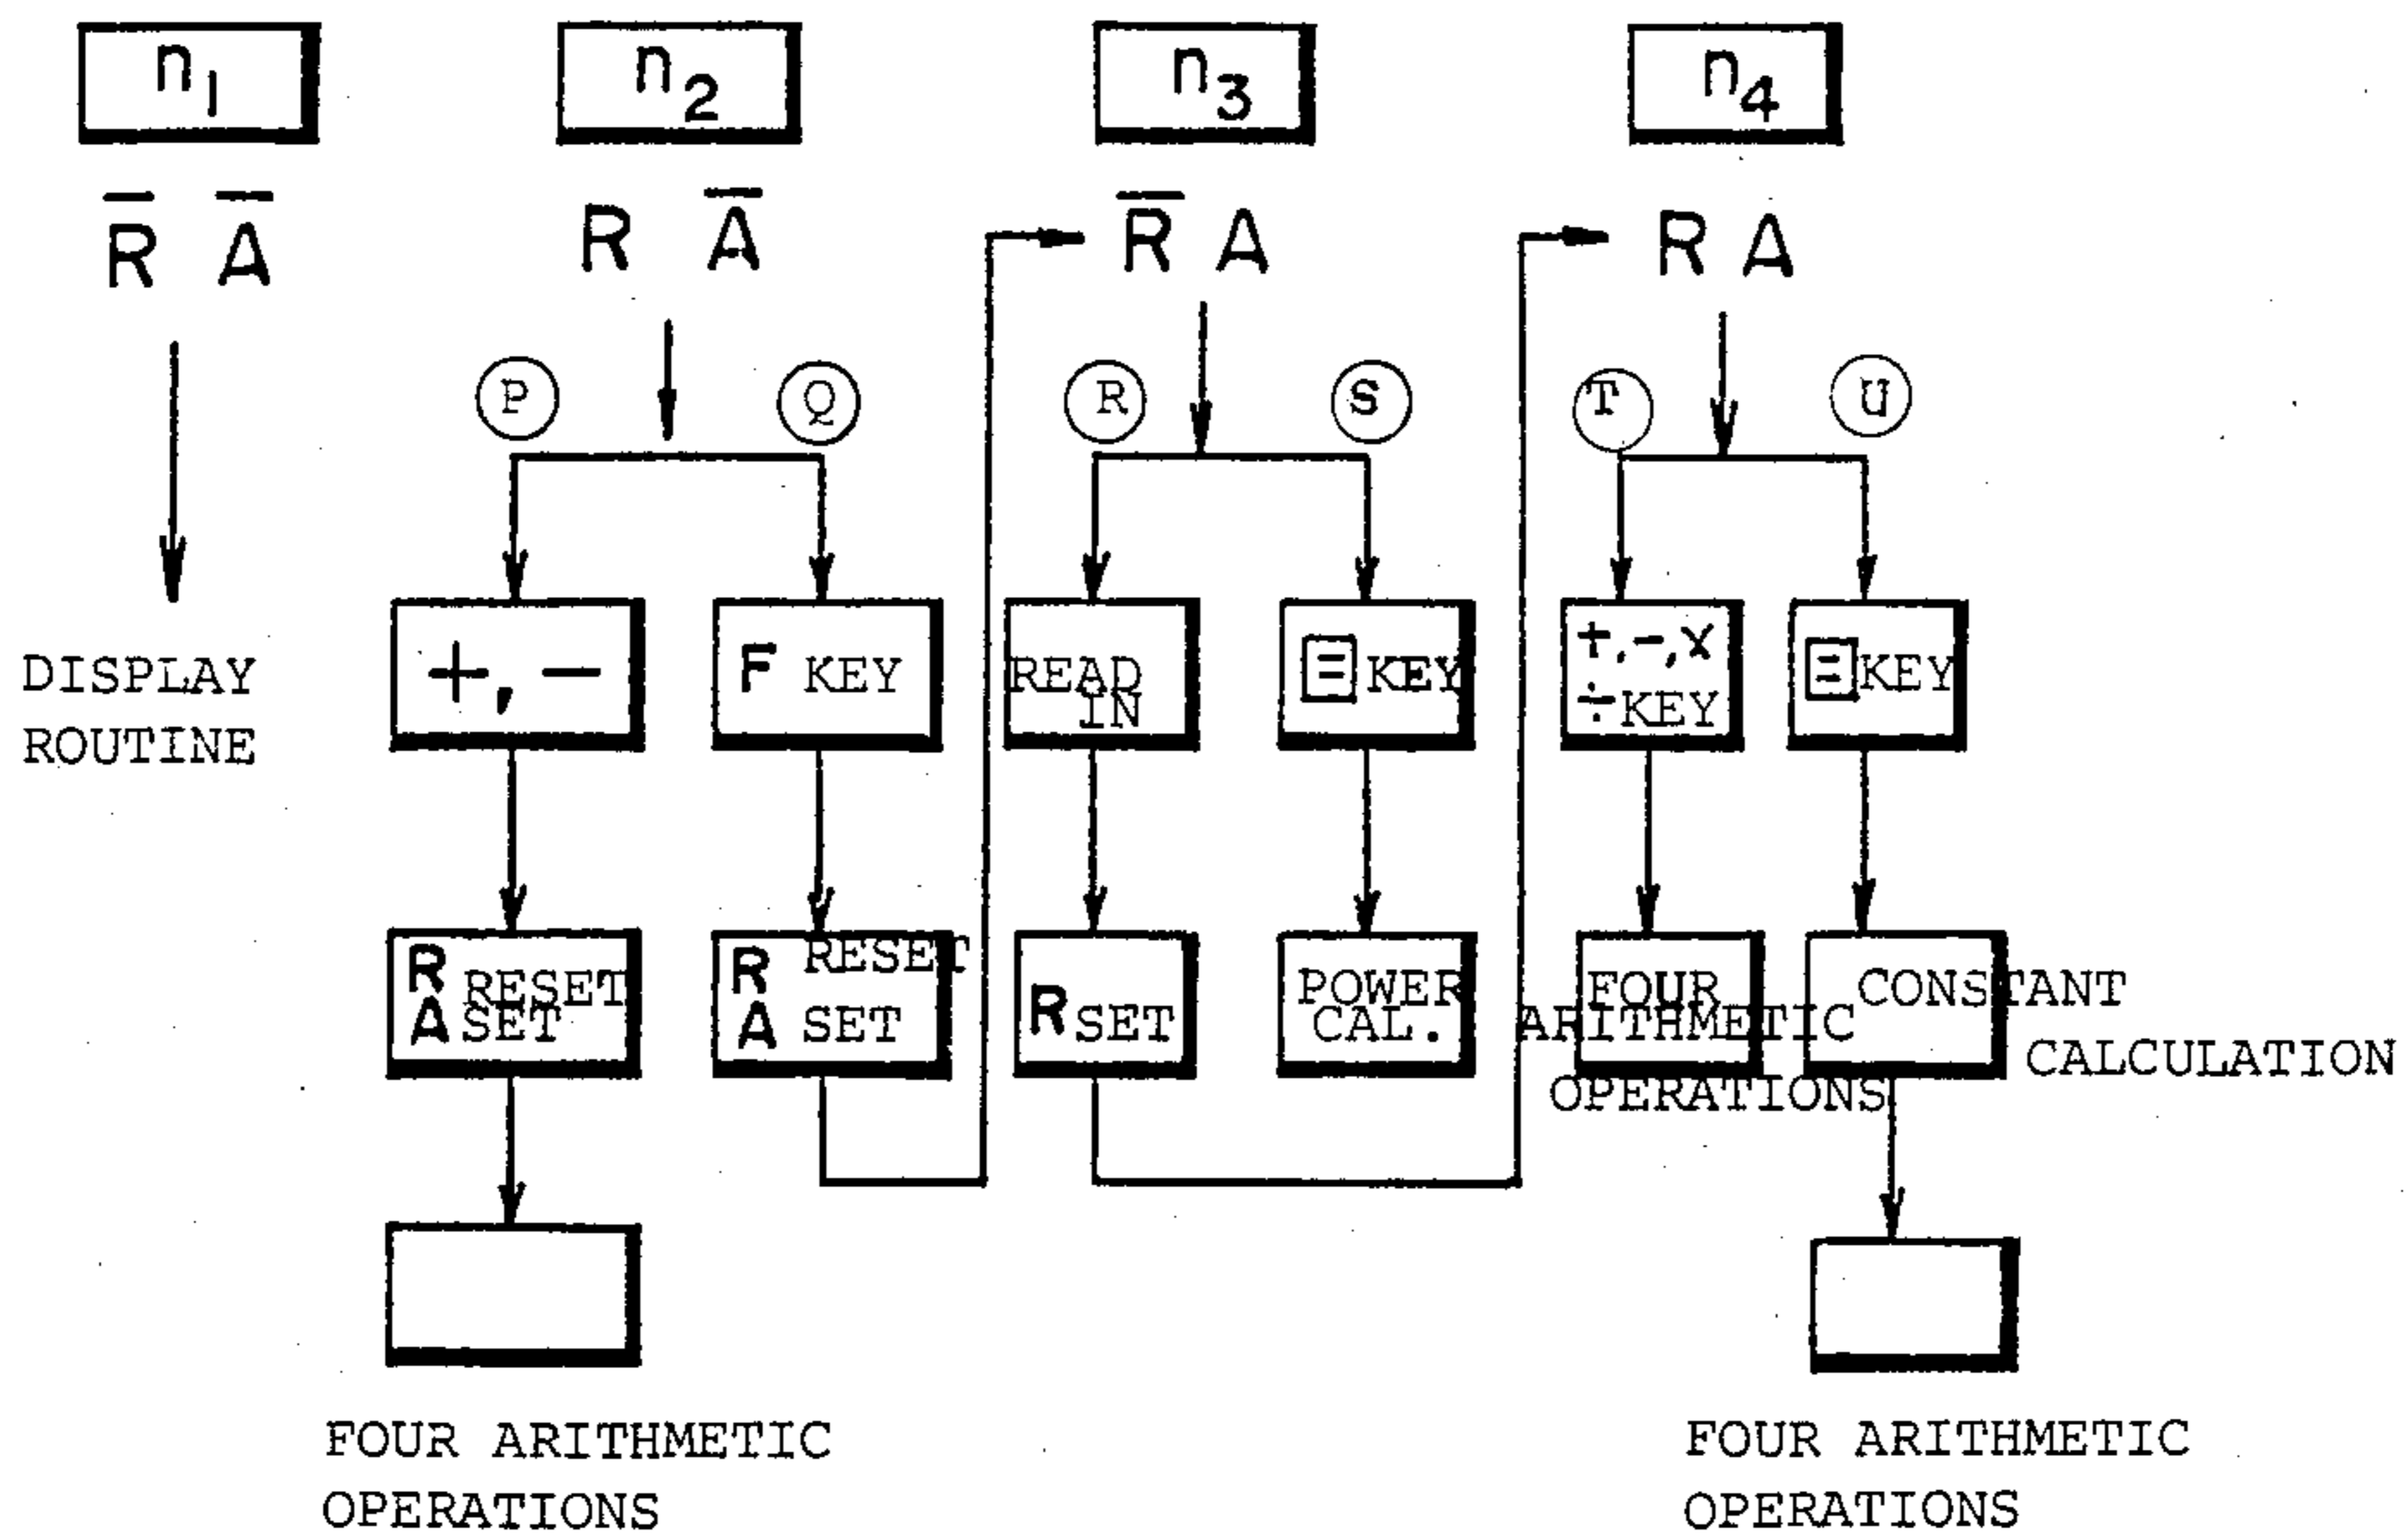 n₁ n₂ n₃ n₄
R̅ A̅ R A̅ R̅ A R A
P Q R S T U
DISPLAY
ROUTINE
+, -
F KEY
READ
IN
= KEY
+, -, x
÷ KEY
= KEY
R RESET
A SET
R RESET
A SET
R SET
POWER
CAL.
FOUR
ARITHMETIC
OPERATIONS
CONSTANT
CALCULATION
FOUR ARITHMETIC
OPERATIONS
FOUR ARITHMETIC
OPERATIONS